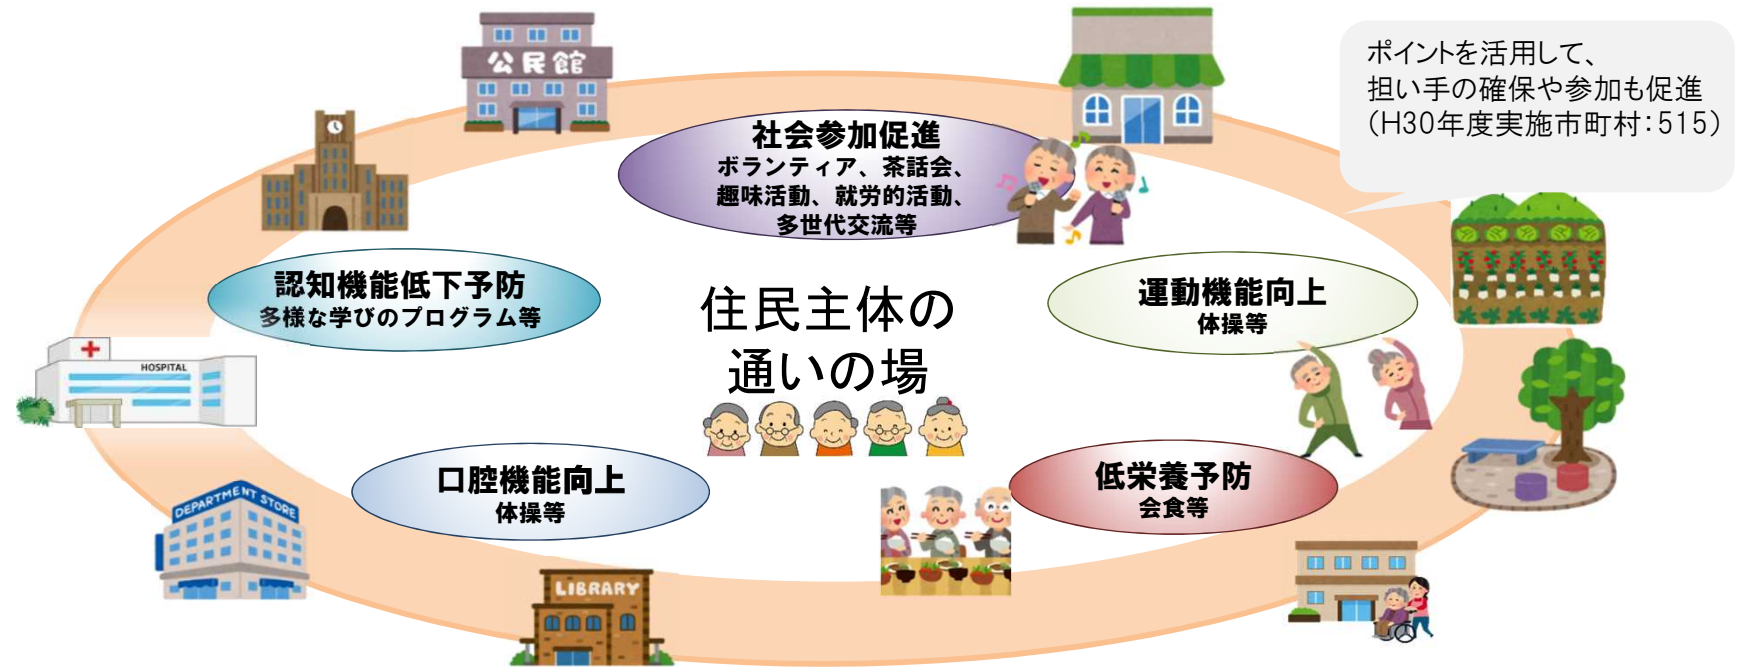 公民館
ポイントを活用して、
担い手の確保や参加も促進
（H30年度実施市町村：515）
社会参加促進
ボランティア、茶話会、
趣味活動、就労的活動、
多世代交流等
認知機能低下予防
多様な学びのプログラム等
運動機能向上
体操等
住民主体の
通いの場
HOSPITAL
口腔機能向上
体操等
低栄養予防
会食等
DEPARTMENT STORE
LIBRARY